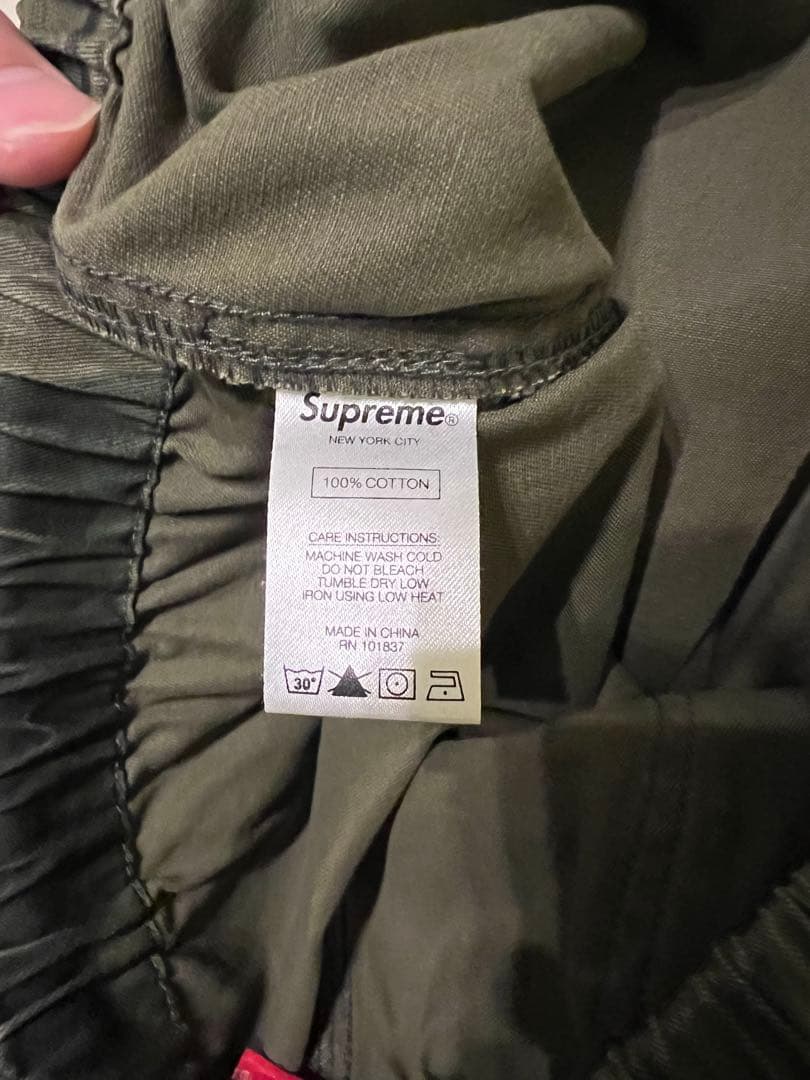 Supreme®
NEW YORK CITY
100% COTTON
CARE INSTRUCTIONS:
MACHINE WASH COLD
DO NOT BLEACH
TUMBLE DRY LOW
IRON USING LOW HEAT
MADE IN CHINA
RN 101837
30°